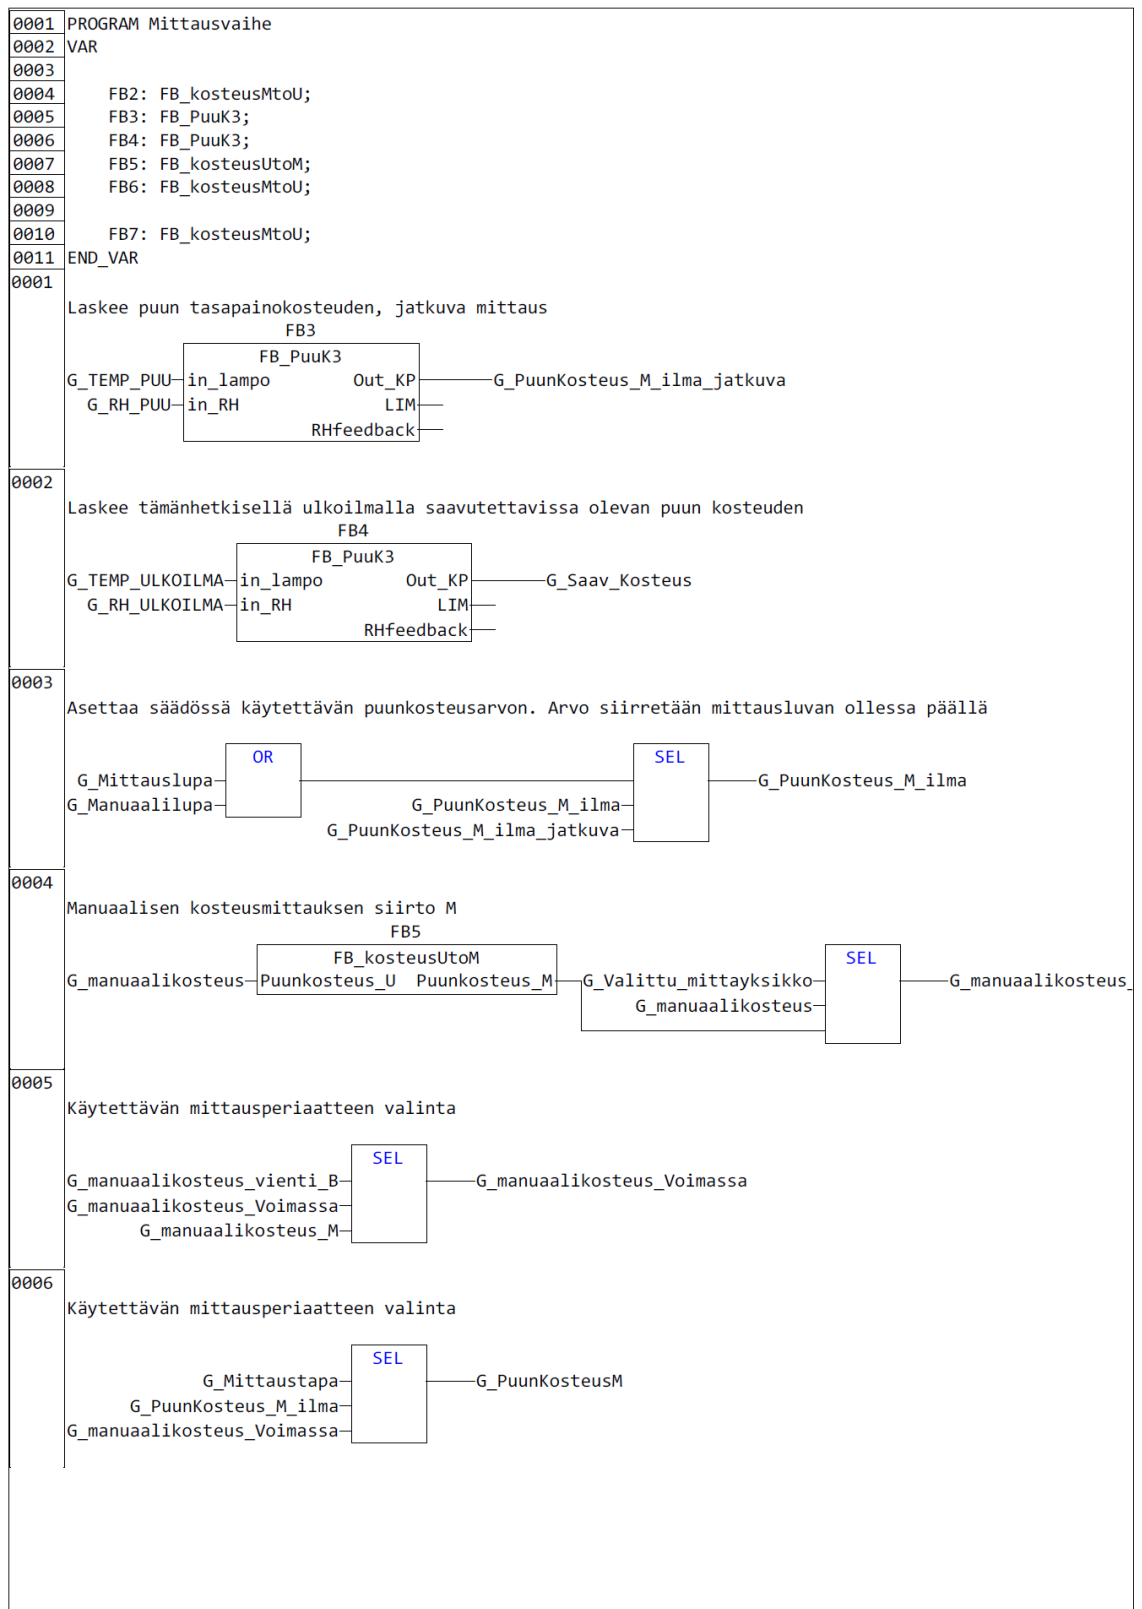 0001 PROGRAM Mittausvaihe
0002 VAR
0003
0004 FB2: FB_kosteusMtoU;
0005 FB3: FB_PuuK3;
0006 FB4: FB_PuuK3;
0007 FB5: FB_kosteusUtoM;
0008 FB6: FB_kosteusMtoU;
0009
0010 FB7: FB_kosteusMtoU;
0011 END_VAR
0001
Laskee puun tasapainokosteuden, jatkuva mittaus
FB3
FB_PuuK3
G_TEMP_PUU in_lampo Out_KP G_PuunKosteus_M_ilma_jatkuva
G_RH_PUU in_RH LIM
RHfeedback
0002
Laskee tämänhetkisellä ulkoilmalla saavutettavissa olevan puun kosteuden
FB4
FB_PuuK3
G_TEMP_ULKOILMA in_lampo Out_KP G_Saav_Kosteus
G_RH_ULKOILMA in_RH LIM
RHfeedback
0003
Asettaa säädössä käytettävän puunkosteusarvon. Arvo siirretään mittausluvan ollessa päällä
OR SEL
G_Mittauslupa G_PuunKosteus_M_ilma
G_Manuaalilupa G_PuunKosteus_M_ilma
G_PuunKosteus_M_ilma_jatkuva
0004
Manuaalisen kosteusmittauksen siirto M
FB5
FB_kosteusUtoM SEL
G_manuaalikosteus Puunkosteus_U Puunkosteus_M G_Valittu_mittayksikko G_manuaalikosteus_
G_manuaalikosteus
0005
Käytettävän mittausperiaatteen valinta
SEL
G_manuaalikosteus_vienti_B G_manuaalikosteus_Voimassa
G_manuaalikosteus_Voimassa
G_manuaalikosteus_M
0006
Käytettävän mittausperiaatteen valinta
SEL
G_Mittaustapa G_PuunKosteusM
G_PuunKosteus_M_ilma
G_manuaalikosteus_Voimassa